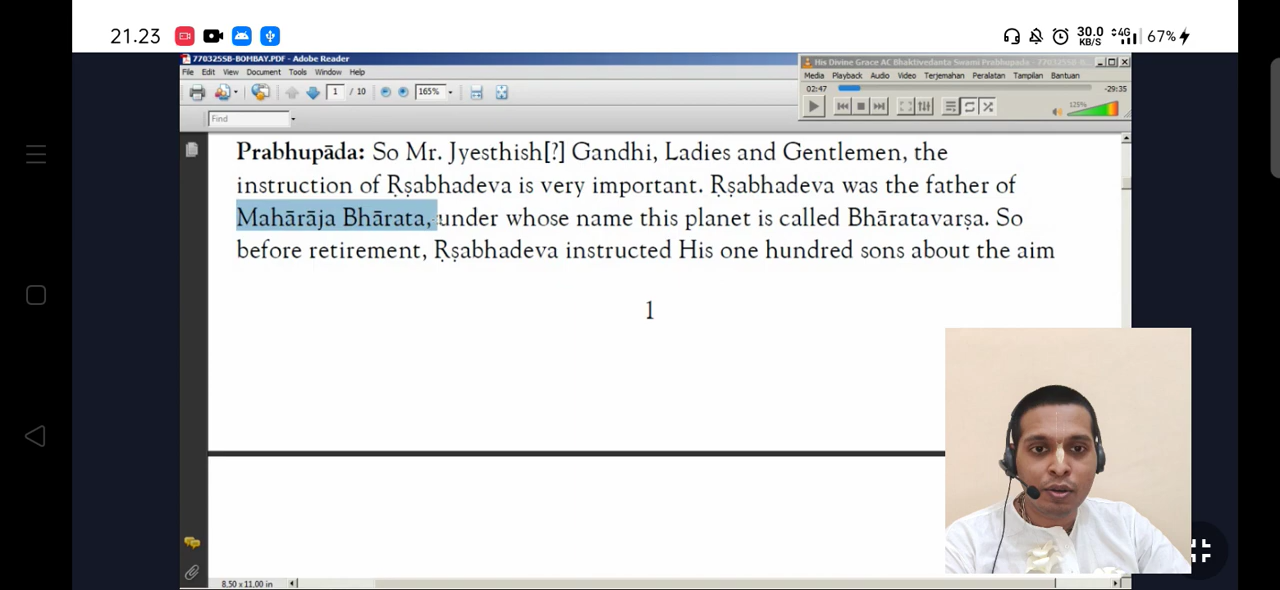 21.23
30.0
KB/S
4G
67%
770325SB-BOMBAY.PDF - Adobe Reader
File Edit View Document Tools Window Help
1 / 10
165%
Find
His Divine Grace AC Bhaktivedanta Swami Prabhupada - 770325SB-B
Media Playback Audio Video Terjemahan Peralatan Tampilan Bantuan
02:47
-29:35
125%
Prabhupāda: So Mr. Jyesthish[?] Gandhi, Ladies and Gentlemen, the
instruction of Ṛṣabhadeva is very important. Ṛṣabhadeva was the father of
Mahārāja Bhārata, under whose name this planet is called Bhāratavarṣa. So
before retirement, Ṛṣabhadeva instructed His one hundred sons about the aim
1
8,50 x 11,00 in